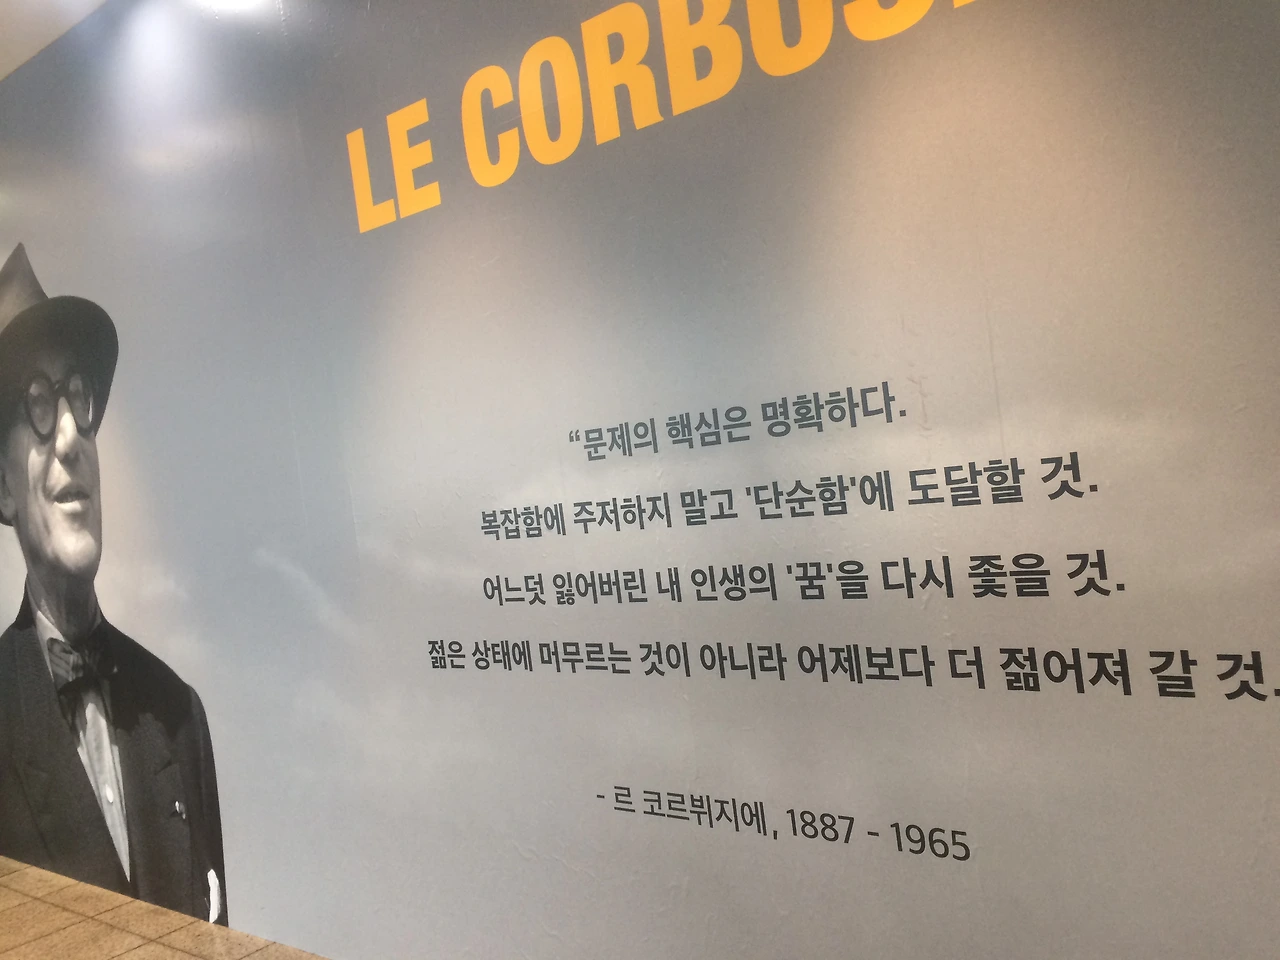 LE CORBUS
“문제의 핵심은 명확하다.
복잡함에 주저하지 말고 '단순함'에 도달할 것.
어느덧 잃어버린 내 인생의 '꿈'을 다시 좇을 것.
젊은 상태에 머무르는 것이 아니라 어제보다 더 젊어져 갈 것.
- 르 코르뷔지에, 1887 - 1965